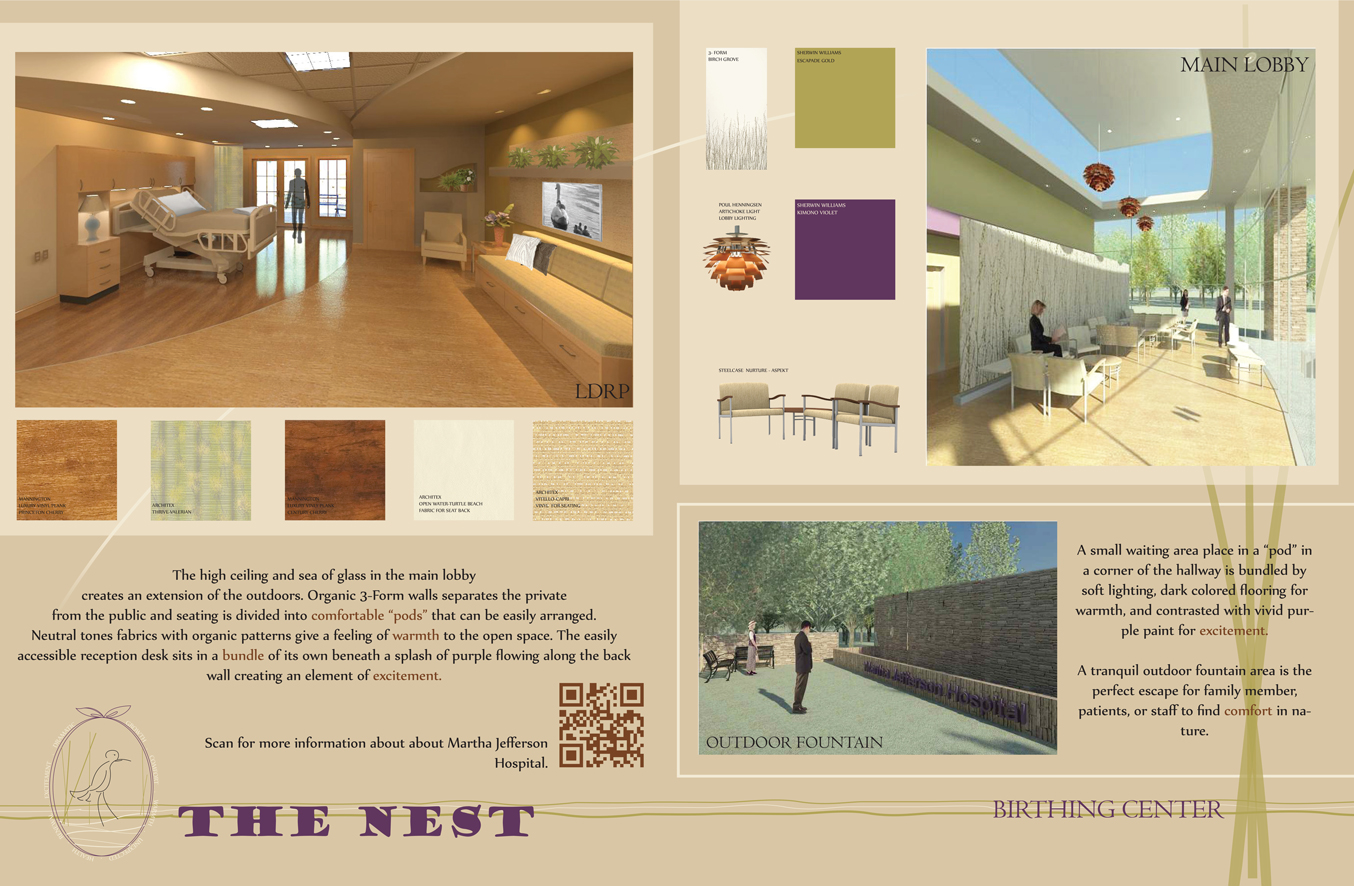 LDRP
MANNINGTON
LUXURY VINYL PLANK
PRINCETON CHERRY
ARCHITEX
THRIVE-VALERIAN
MANNINGTON
LUXURY VINYL PLANK
CHERRY
ARCHITEX
OPEN WATER-TURTLE BEACH
FABRIC FOR SEAT BACK
ARCHITEX
VITELLO-CAPRI
VINYL FOR SEATING
The high ceiling and sea of glass in the main lobby
creates an extension of the outdoors. Organic 3-Form walls separates the private
from the public and seating is divided into comfortable “pods” that can be easily arranged.
Neutral tones fabrics with organic patterns give a feeling of warmth to the open space. The easily
accessible reception desk sits in a bundle of its own beneath a splash of purple flowing along the back
wall creating an element of excitement.
Scan for more information about about Martha Jefferson
Hospital.
THE NEST
3- FORM
BIRCH GROVE
SHERWIN WILLIAMS
ESCAPADE GOLD
POUL HENNINGSEN
ARTYICHOKE LIGHT
LOBBY LIGHTING
SHERWIN WILLIAMS
KIMONO VIOLET
STEELCASE NURTURE - ASPEKT
MAIN LOBBY
Martha Jefferson Hospital
OUTDOOR FOUNTAIN
A small waiting area place in a “pod” in
a corner of the hallway is bundled by
soft lighting, dark colored flooring for
warmth, and contrasted with vivid pur-
ple paint for excitement.
A tranquil outdoor fountain area is the
perfect escape for family member,
patients, or staff to find comfort in na-
ture.
BIRTHING CENTER